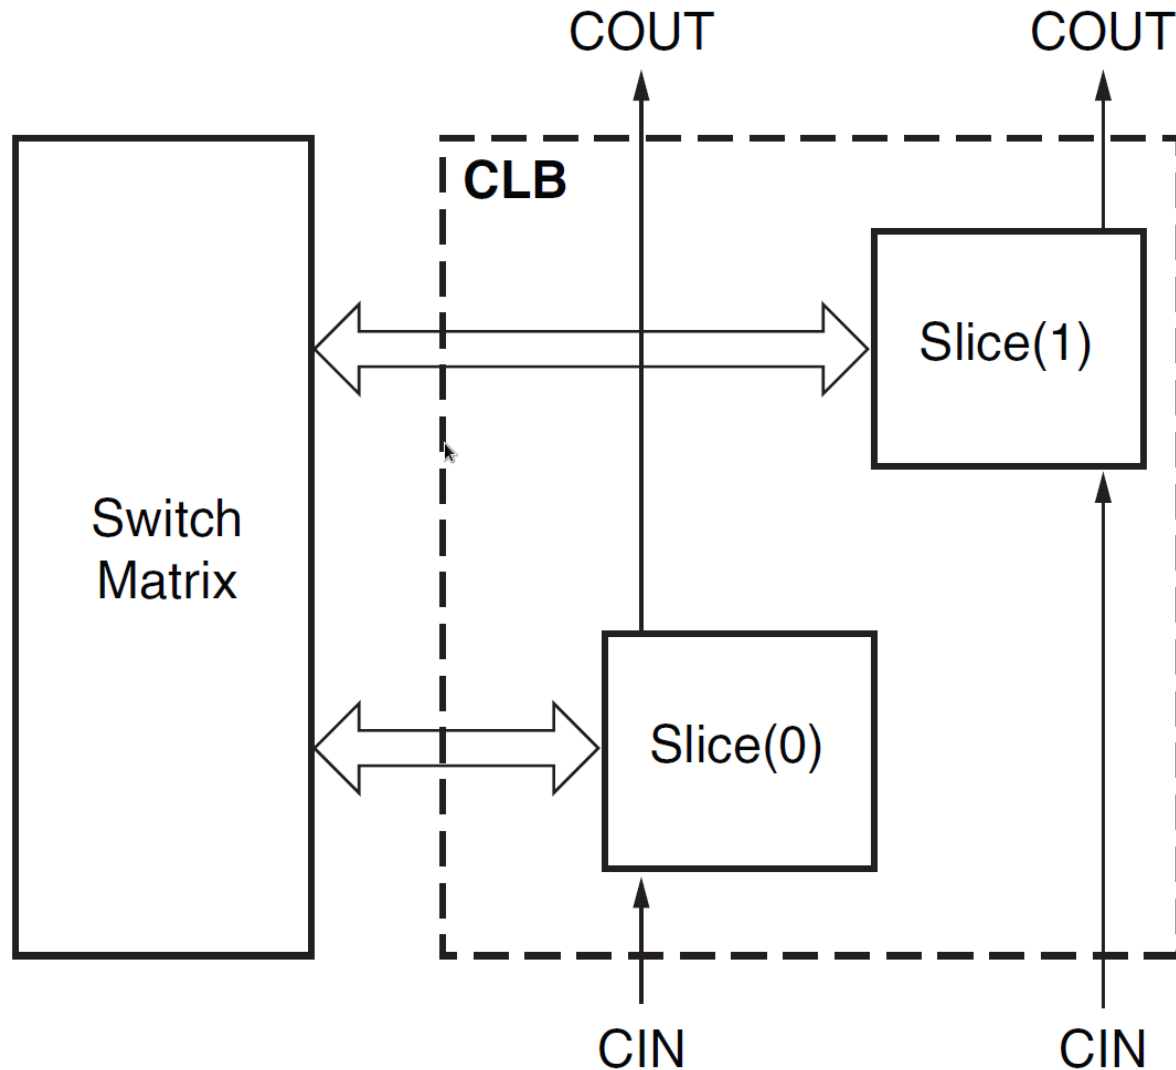 COUT
COUT
CLB
Slice(1)
Switch
Matrix
Slice(0)
CIN
CIN